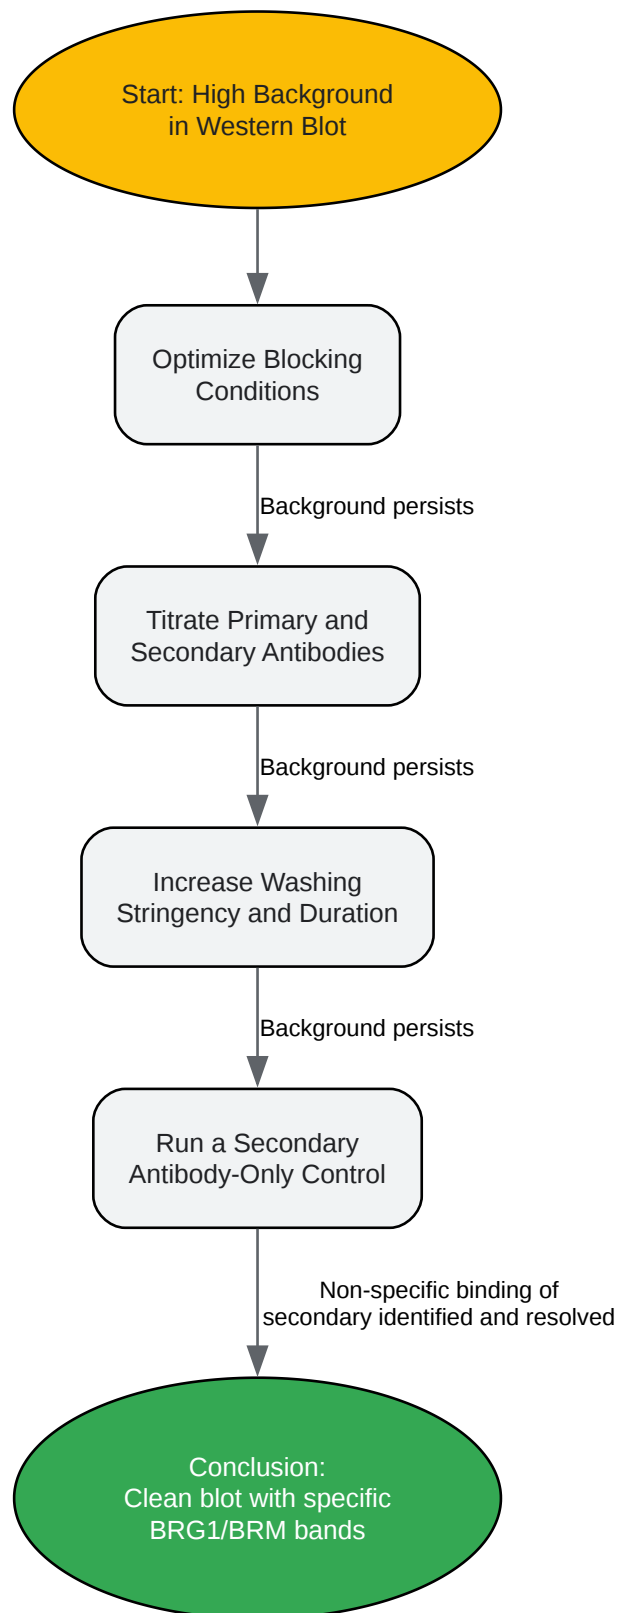 Start: High Background
in Western Blot
Optimize Blocking
Conditions
Background persists
Titrate Primary and
Secondary Antibodies
Background persists
Increase Washing
Stringency and Duration
Background persists
Run a Secondary
Antibody-Only Control
Non-specific binding of
secondary identified and resolved
Conclusion:
Clean blot with specific
BRG1/BRM bands